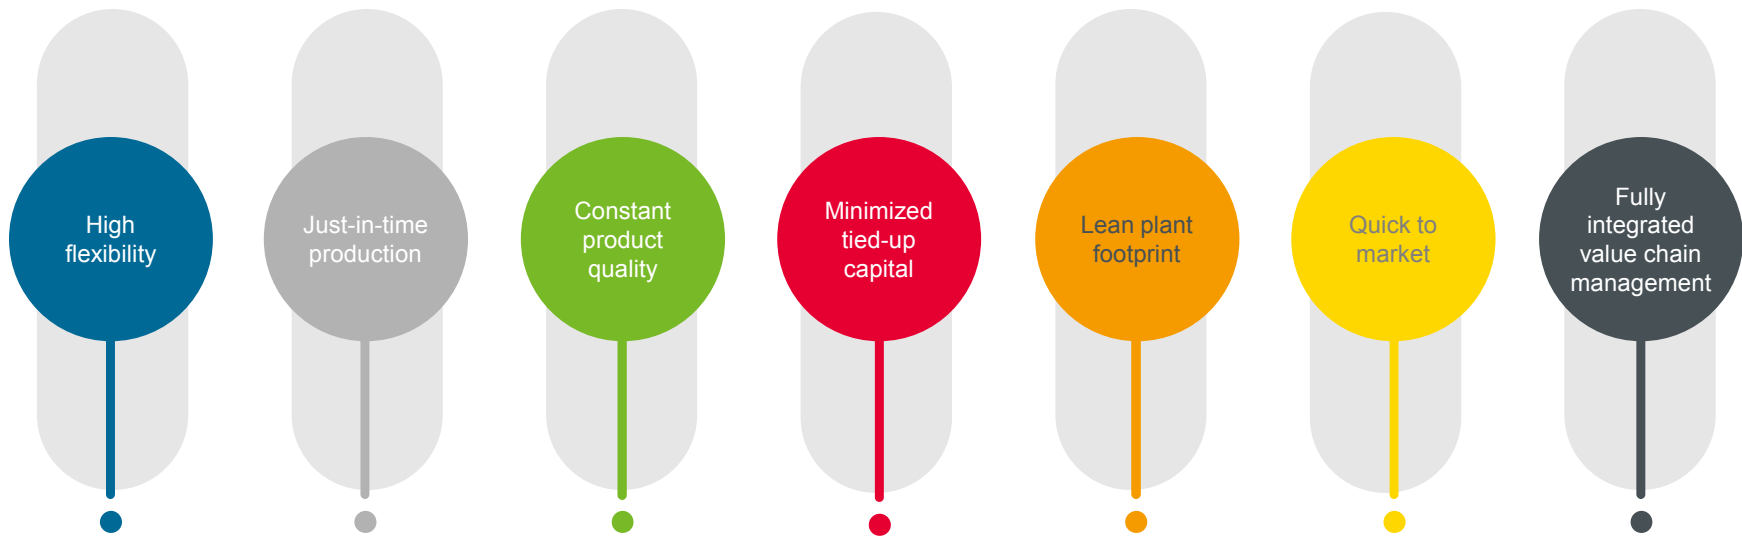 High
flexibility
Just-in-time
production
Constant
product
quality
Minimized
tied-up
capital
Lean plant
footprint
Quick to
market
Fully
integrated
value chain
management